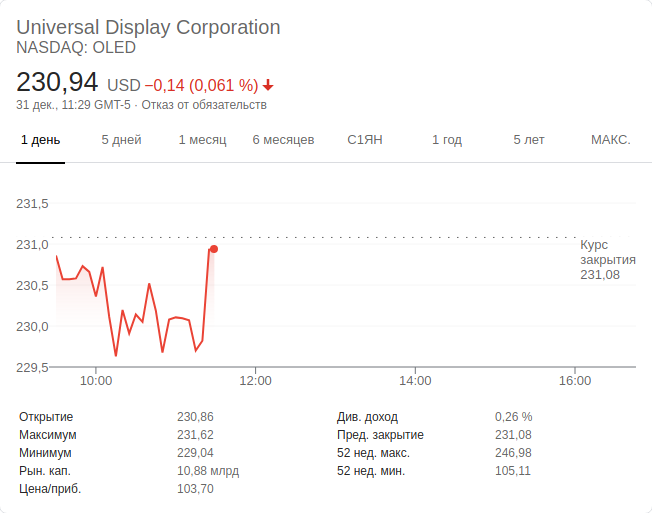 Universal Display Corporation
NASDAQ: OLED
230,94 USD −0,14 (0,061 %)
31 дек., 11:29 GMT-5 · Отказ от обязательств
1 день 5 дней 1 месяц 6 месяцев С1ЯН 1 год 5 лет МАКС.
231,5
231,0
230,5
230,0
229,5
Курс
закрытия
231,08
10:00 12:00 14:00 16:00
Открытие 230,86 Див. доход 0,26 %
Максимум 231,62 Пред. закрытие 231,08
Минимум 229,04 52 нед. макс. 246,98
Рын. кап. 10,88 млрд 52 нед. мин. 105,11
Цена/приб. 103,70